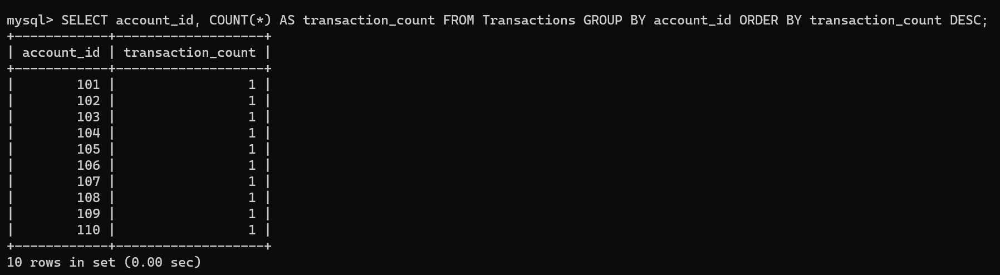 mysql> SELECT account_id, COUNT(*) AS transaction_count FROM Transactions GROUP BY account_id ORDER BY transaction_count DESC;
+------------+-------------------+
| account_id | transaction_count |
+------------+-------------------+
|        101 |                 1 |
|        102 |                 1 |
|        103 |                 1 |
|        104 |                 1 |
|        105 |                 1 |
|        106 |                 1 |
|        107 |                 1 |
|        108 |                 1 |
|        109 |                 1 |
|        110 |                 1 |
+------------+-------------------+
10 rows in set (0.00 sec)